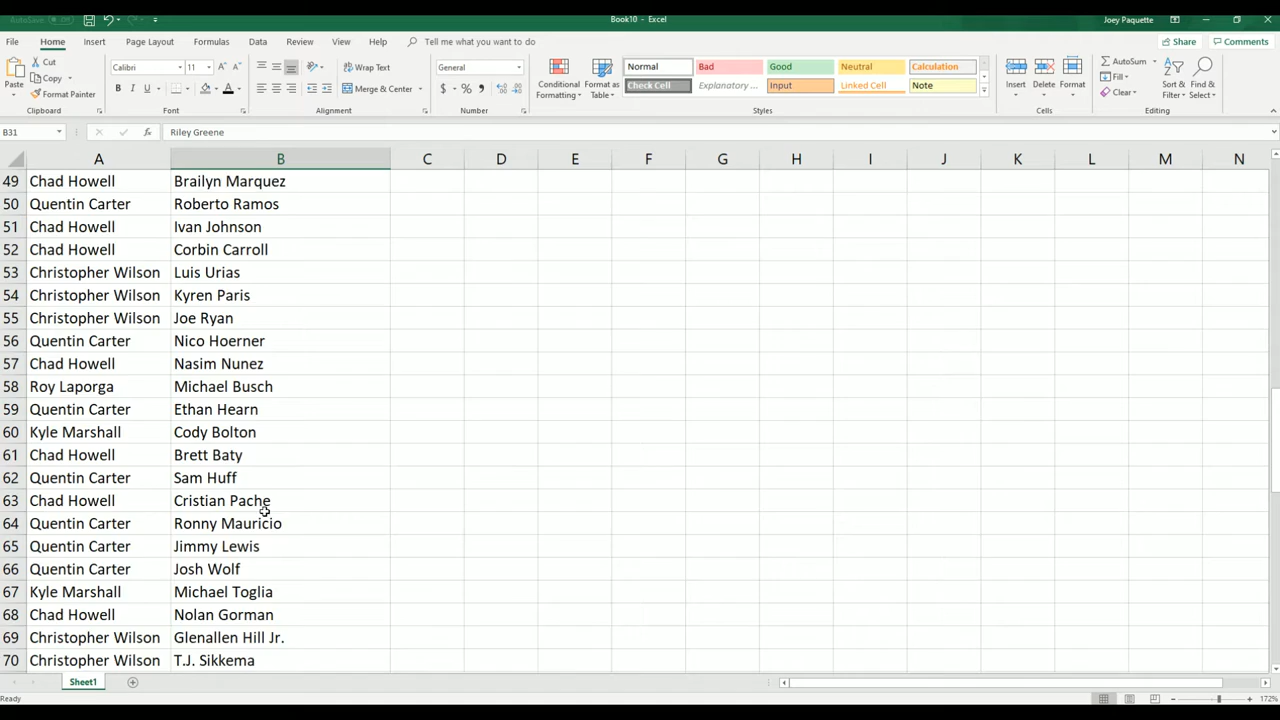 AutoSave Off
Book10 - Excel
Joey Paquette
File Home Insert Page Layout Formulas Data Review View Help Tell me what you want to do
Share Comments
Paste
Cut
Copy
Format Painter
Clipboard
Calibri 11
B I U
Font
Wrap Text
Merge & Center
Alignment
General
$ % ,
Number
Conditional Formatting
Format as Table
Normal Bad Good Neutral Calculation
Check Cell Explanatory ... Input Linked Cell Note
Styles
Insert Delete Format
Cells
AutoSum
Fill
Clear
Sort & Filter
Find & Select
Editing
B31 fx Riley Greene
A B C D E F G H I J K L M N
49 Chad Howell Brailyn Marquez
50 Quentin Carter Roberto Ramos
51 Chad Howell Ivan Johnson
52 Chad Howell Corbin Carroll
53 Christopher Wilson Luis Urias
54 Christopher Wilson Kyren Paris
55 Christopher Wilson Joe Ryan
56 Quentin Carter Nico Hoerner
57 Chad Howell Nasim Nunez
58 Roy Laporga Michael Busch
59 Quentin Carter Ethan Hearn
60 Kyle Marshall Cody Bolton
61 Chad Howell Brett Baty
62 Quentin Carter Sam Huff
63 Chad Howell Cristian Pache
64 Quentin Carter Ronny Mauricio
65 Quentin Carter Jimmy Lewis
66 Quentin Carter Josh Wolf
67 Kyle Marshall Michael Toglia
68 Chad Howell Nolan Gorman
69 Christopher Wilson Glenallen Hill Jr.
70 Christopher Wilson T.J. Sikkema
Sheet1
Ready
172%